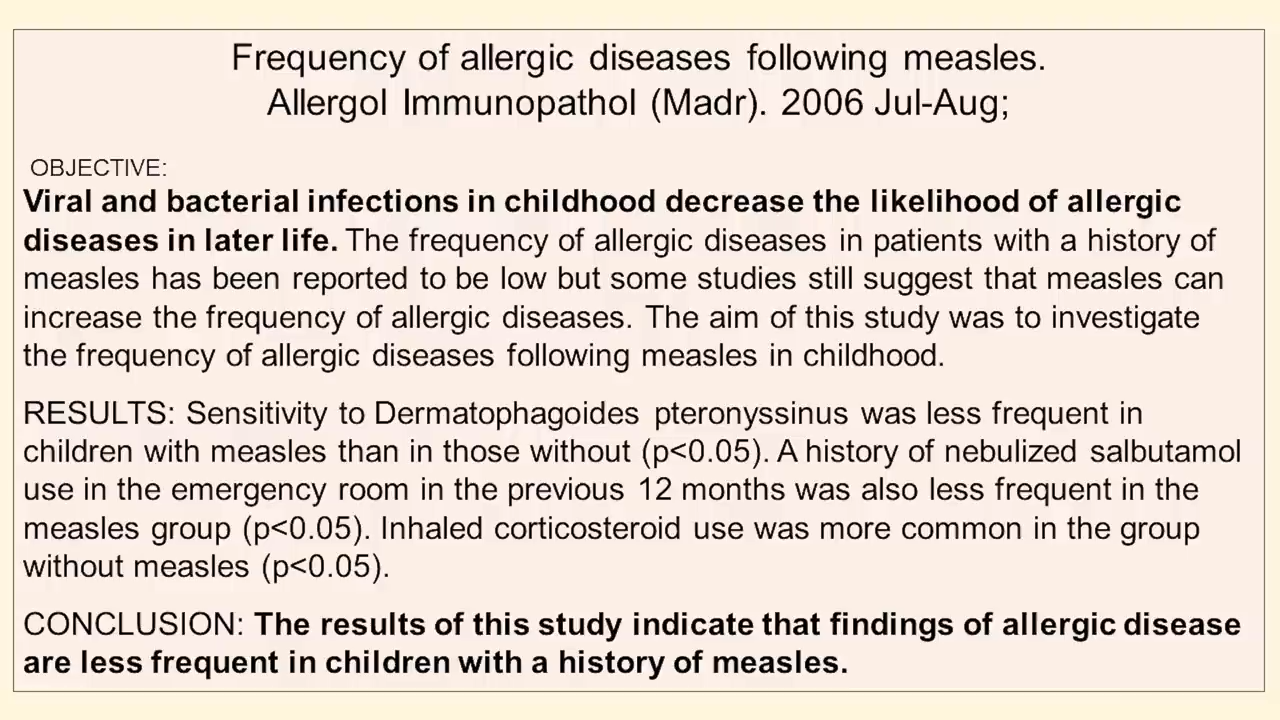 Frequency of allergic diseases following measles.
Allergol Immunopathol (Madr). 2006 Jul-Aug;
OBJECTIVE:
Viral and bacterial infections in childhood decrease the likelihood of allergic
diseases in later life. The frequency of allergic diseases in patients with a history of
measles has been reported to be low but some studies still suggest that measles can
increase the frequency of allergic diseases. The aim of this study was to investigate
the frequency of allergic diseases following measles in childhood.
RESULTS: Sensitivity to Dermatophagoides pteronyssinus was less frequent in
children with measles than in those without (p<0.05). A history of nebulized salbutamol
use in the emergency room in the previous 12 months was also less frequent in the
measles group (p<0.05). Inhaled corticosteroid use was more common in the group
without measles (p<0.05).
CONCLUSION: The results of this study indicate that findings of allergic disease
are less frequent in children with a history of measles.